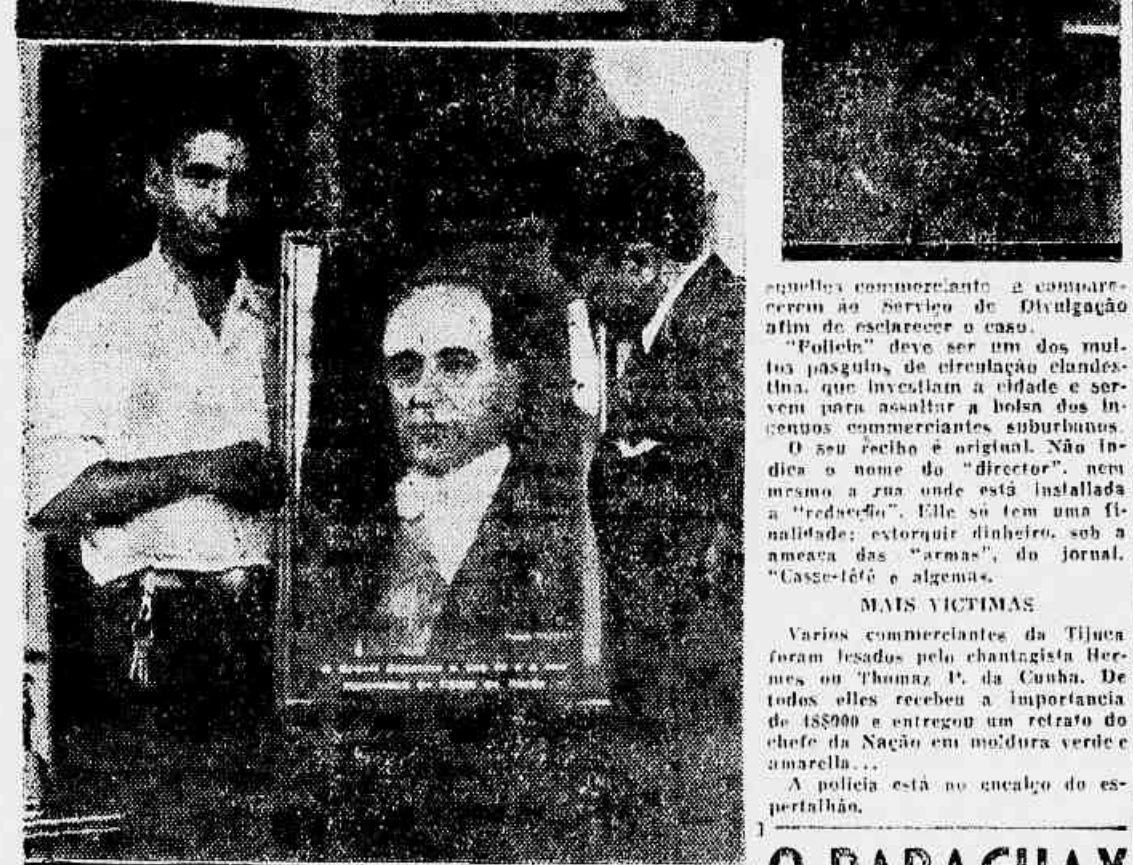 aquelles commerciante a compare-
cerem ao Serviço de Divulgação
afim de esclarecer o caso.
"Policia" deve ser um dos mui-
tos pasquins, de circulação clandes-
tina, que investiam a cidade e ser-
vem para assaltar a bolsa dos in-
genuos commerciantes suburbanos.
O seu recibo é original. Não in-
dica o nome do "director", nem
mesmo a rua onde está installada
a "redacção". Elle só tem uma fi-
nalidade: extorquir dinheiro, sob a
ameaça das "armas", do jornal.
"Casse-tété e algemas.
MAIS VICTIMAS
Varios commerciantes da Tijuca
foram lesados pelo chantagista Her-
mes ou Thomaz P. da Cunha. De
todos elles recebeu a importancia
de 48$000 e entregou um retrato do
chefe da Nação em moldura verde e
amarella...
A policia está no encalço do es-
pertalhão.
O PARAGUAY